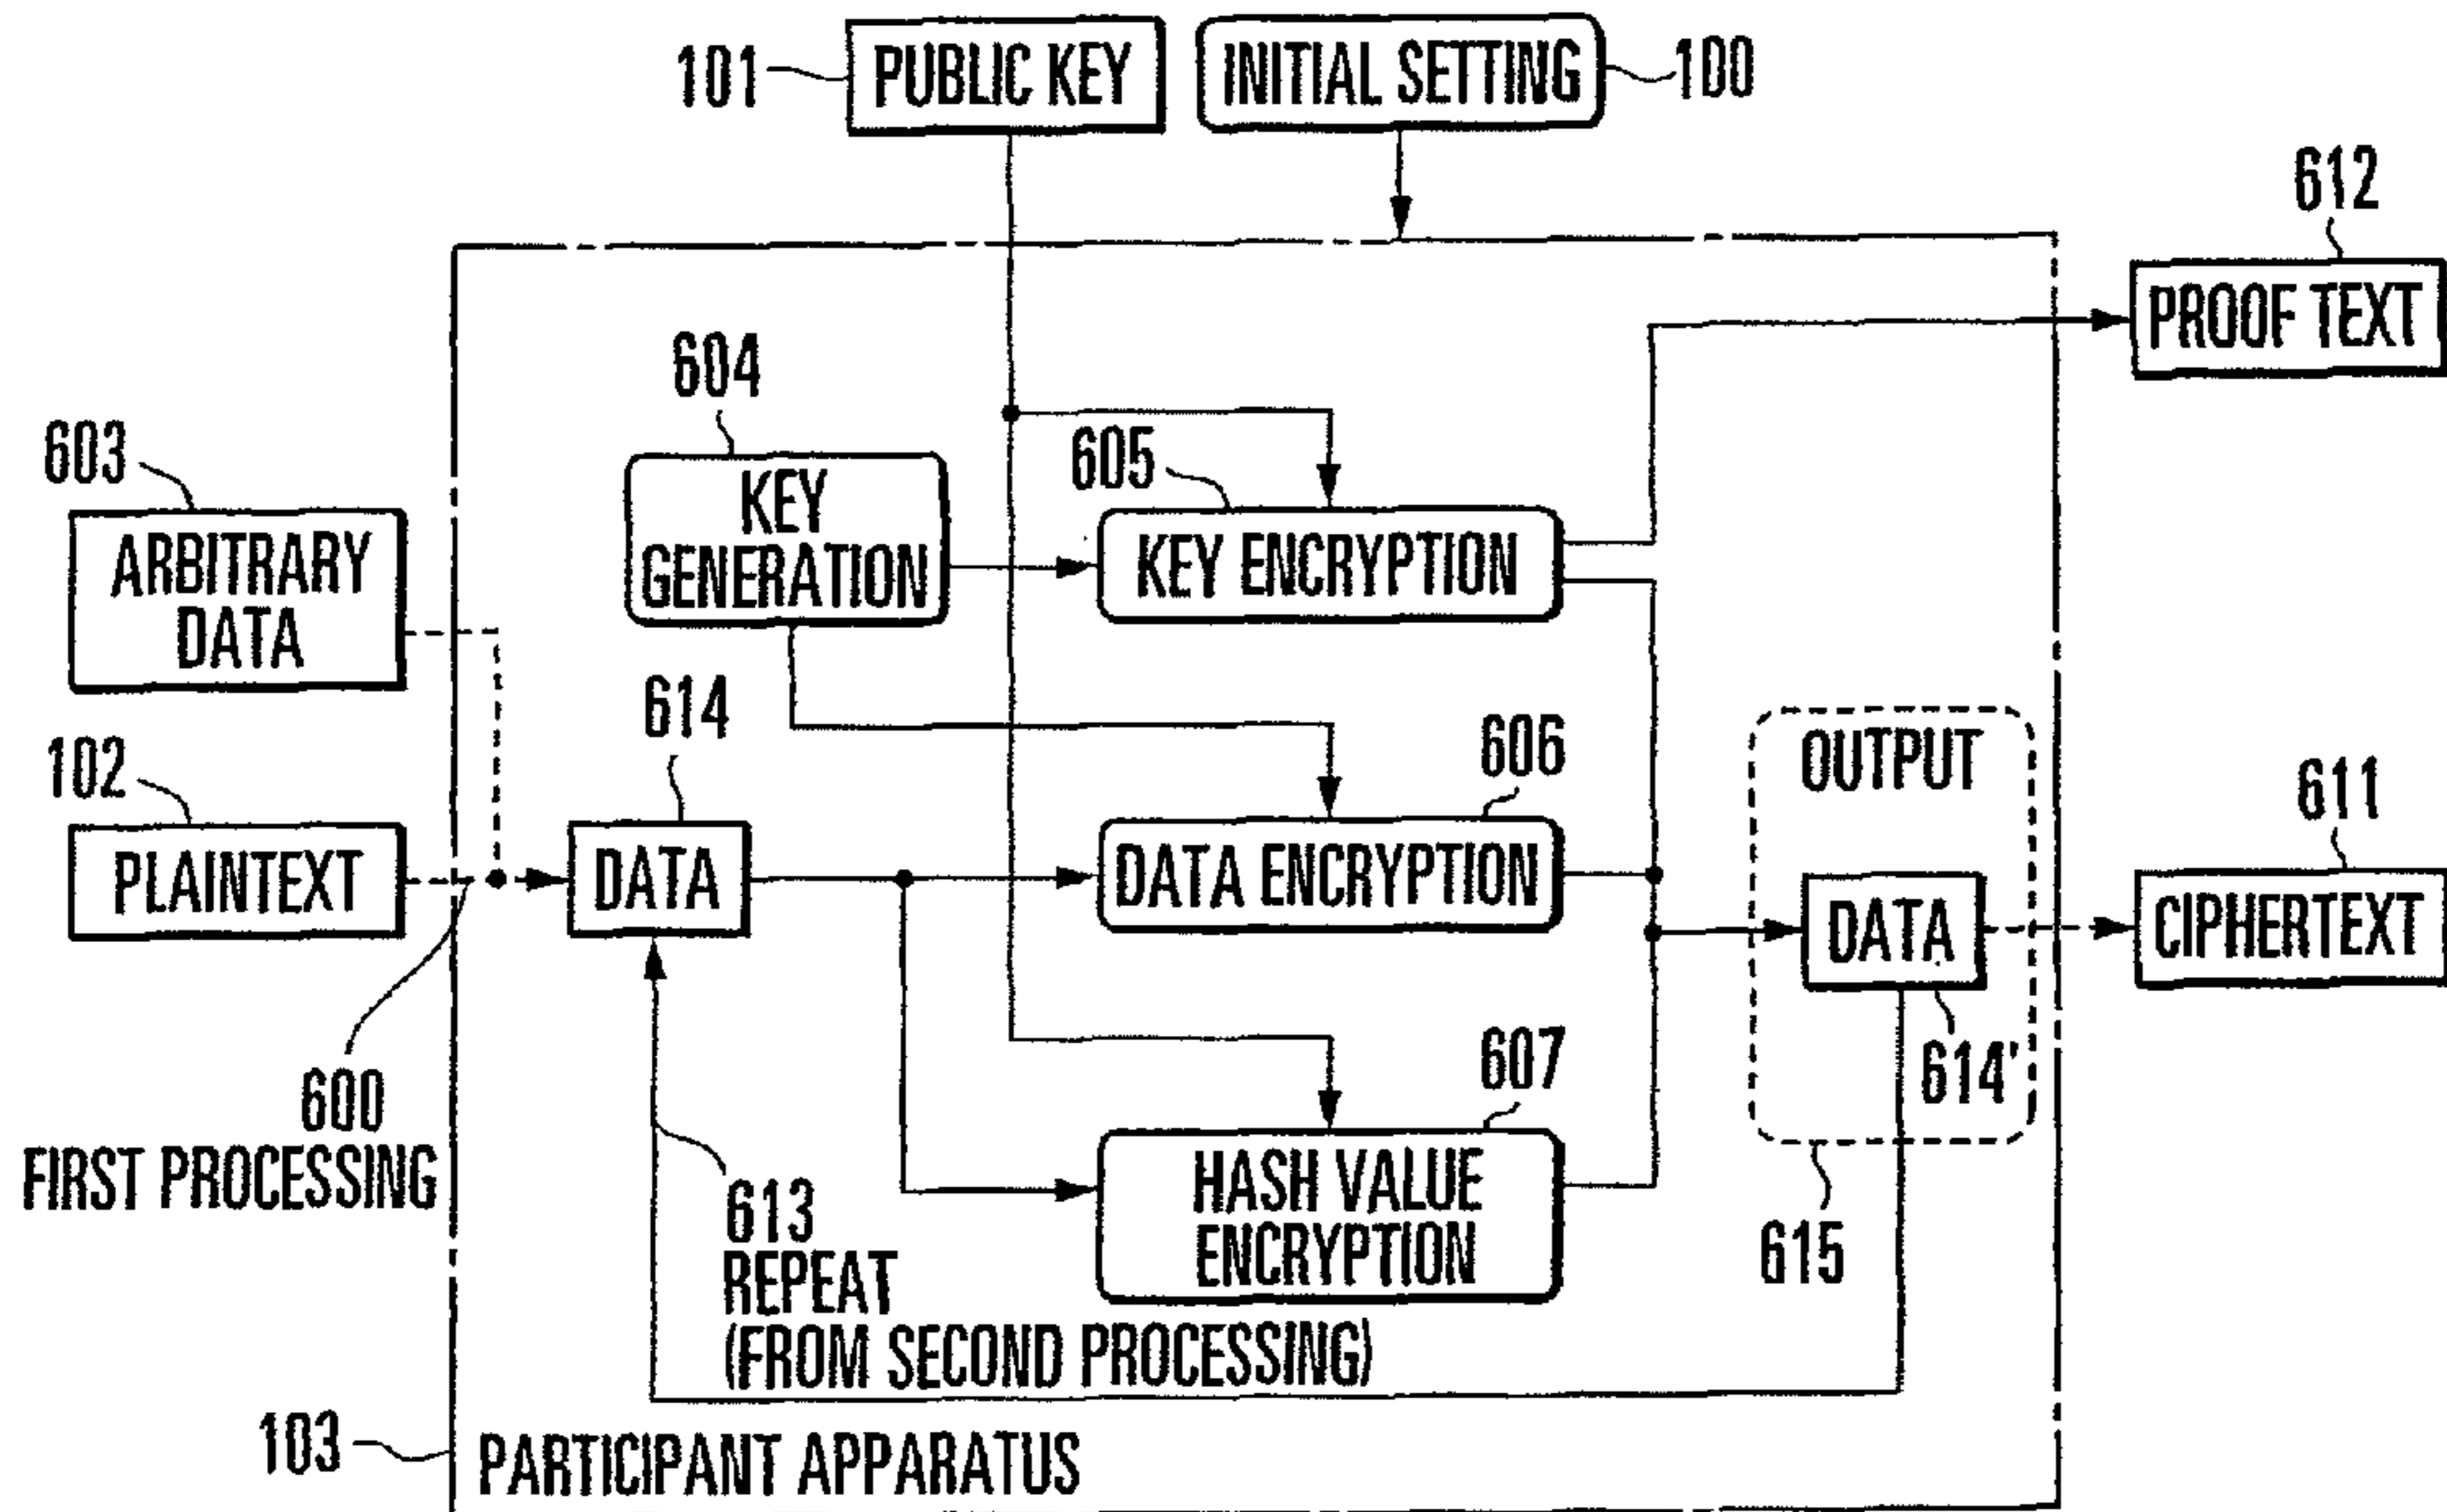 101
PUBLIC KEY
INITIAL SETTING
100
612
PROOF TEXT
604
KEY
GENERATION
605
KEY ENCRYPTION
603
ARBITRARY
DATA
614
DATA
102
PLAINTEXT
606
DATA ENCRYPTION
OUTPUT
DATA
614'
611
CIPHERTEXT
600
FIRST PROCESSING
607
HASH VALUE
ENCRYPTION
613
REPEAT
(FROM SECOND PROCESSING)
615
103
PARTICIPANT APPARATUS